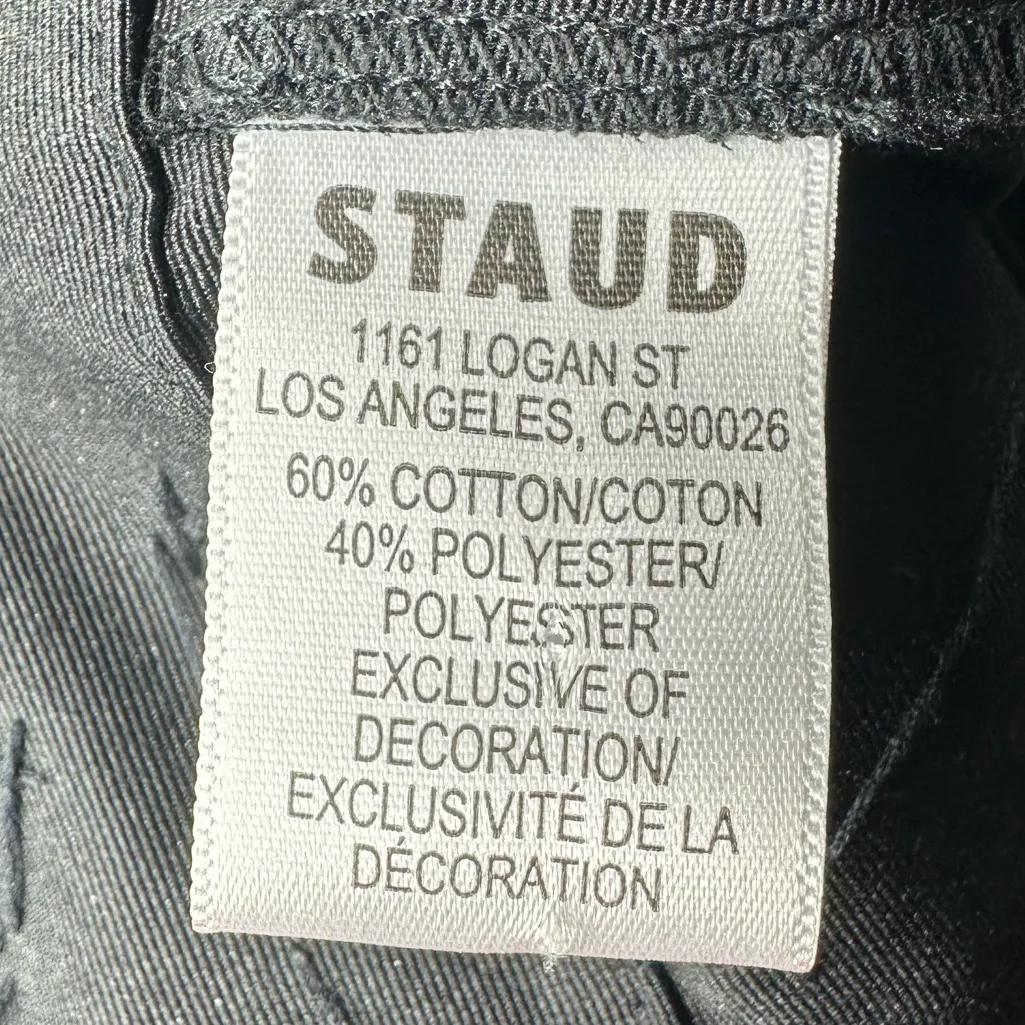 STAUD
1161 LOGAN ST
LOS ANGELES, CA90026
60% COTTON/COTON
40% POLYESTER/
POLYESTER
EXCLUSIVE OF
DECORATION/
EXCLUSIVITÉ DE LA
DÉCORATION